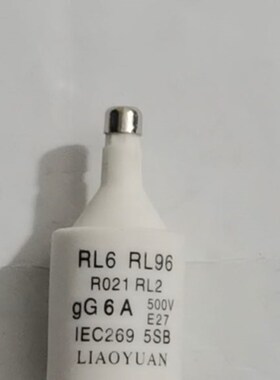 RL6 RL96
R021 RL2
gG 6 A 500V
E27
IEC269 5SB
LIAOYUAN